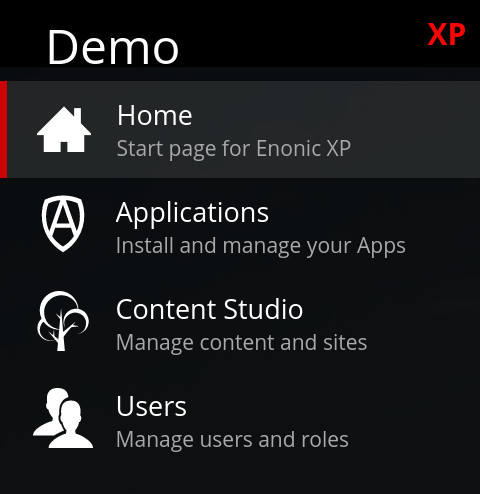 Demo
XP
Home
Start page for Enonic XP
Applications
Install and manage your Apps
Content Studio
Manage content and sites
Users
Manage users and roles